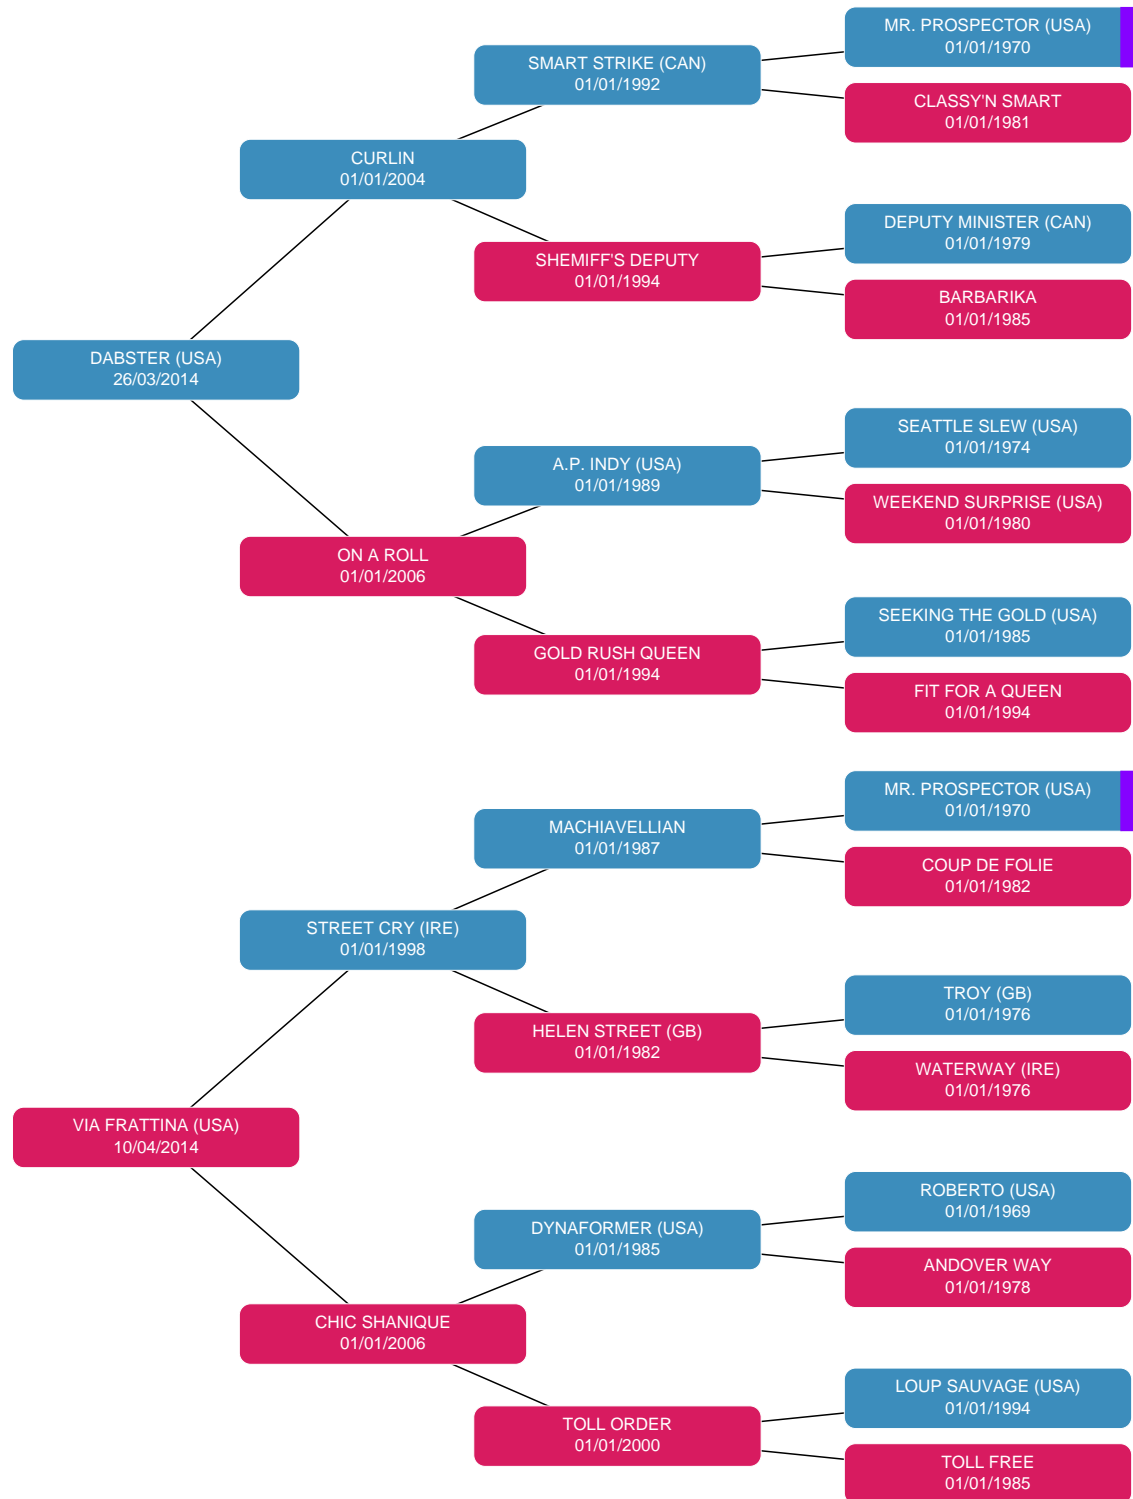 MR. PROSPECTOR (USA)
01/01/1970
SMART STRIKE (CAN)
01/01/1992
CLASSY'N SMART
01/01/1981
CURLIN
01/01/2004
DEPUTY MINISTER (CAN)
01/01/1979
SHEMIFF'S DEPUTY
01/01/1994
BARBARIKA
01/01/1985
DABSTER (USA)
26/03/2014
SEATTLE SLEW (USA)
01/01/1974
A.P. INDY (USA)
01/01/1989
WEEKEND SURPRISE (USA)
01/01/1980
ON A ROLL
01/01/2006
SEEKING THE GOLD (USA)
01/01/1985
GOLD RUSH QUEEN
01/01/1994
FIT FOR A QUEEN
01/01/1994
MR. PROSPECTOR (USA)
01/01/1970
MACHIAVELLIAN
01/01/1987
COUP DE FOLIE
01/01/1982
STREET CRY (IRE)
01/01/1998
TROY (GB)
01/01/1976
HELEN STREET (GB)
01/01/1982
WATERWAY (IRE)
01/01/1976
VIA FRATTINA (USA)
10/04/2014
ROBERTO (USA)
01/01/1969
DYNAFORMER (USA)
01/01/1985
ANDOVER WAY
01/01/1978
CHIC SHANIQUE
01/01/2006
LOUP SAUVAGE (USA)
01/01/1994
TOLL ORDER
01/01/2000
TOLL FREE
01/01/1985